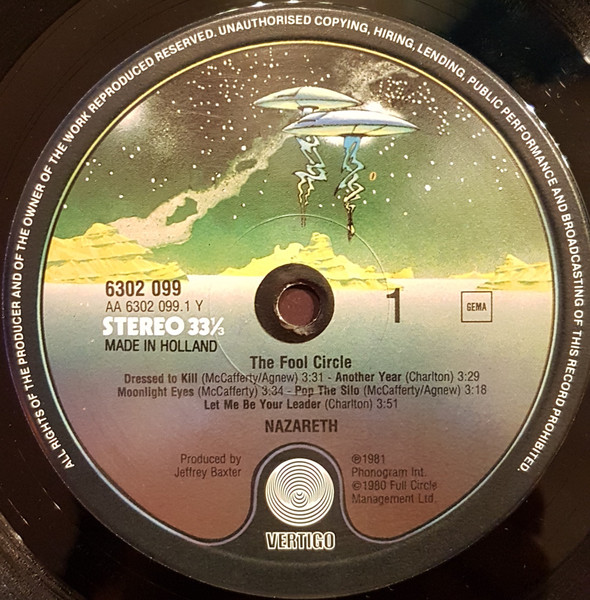 ALL RIGHTS OF THE PRODUCER AND OF THE OWNER OF THE WORK REPRODUCED RESERVED. UNAUTHORISED COPYING, HIRING, LENDING, PUBLIC PERFORMANCE AND BROADCASTING OF THIS RECORD PROHIBITED.
6302 099
AA 6302 099.1 Y
STEREO 33⅓
MADE IN HOLLAND
1
GEMA
The Fool Circle
Dressed to Kill (McCafferty/Agnew) 3:31 - Another Year (Charlton) 3:29
Moonlight Eyes (McCafferty) 3:34 - Pop The Silo (McCafferty/Agnew) 3:18
Let Me Be Your Leader (Charlton) 3:51
NAZARETH
Produced by
Jeffrey Baxter
℗1981
Phonogram Int.
©1980 Full Circle
Management Ltd.
VERTIGO